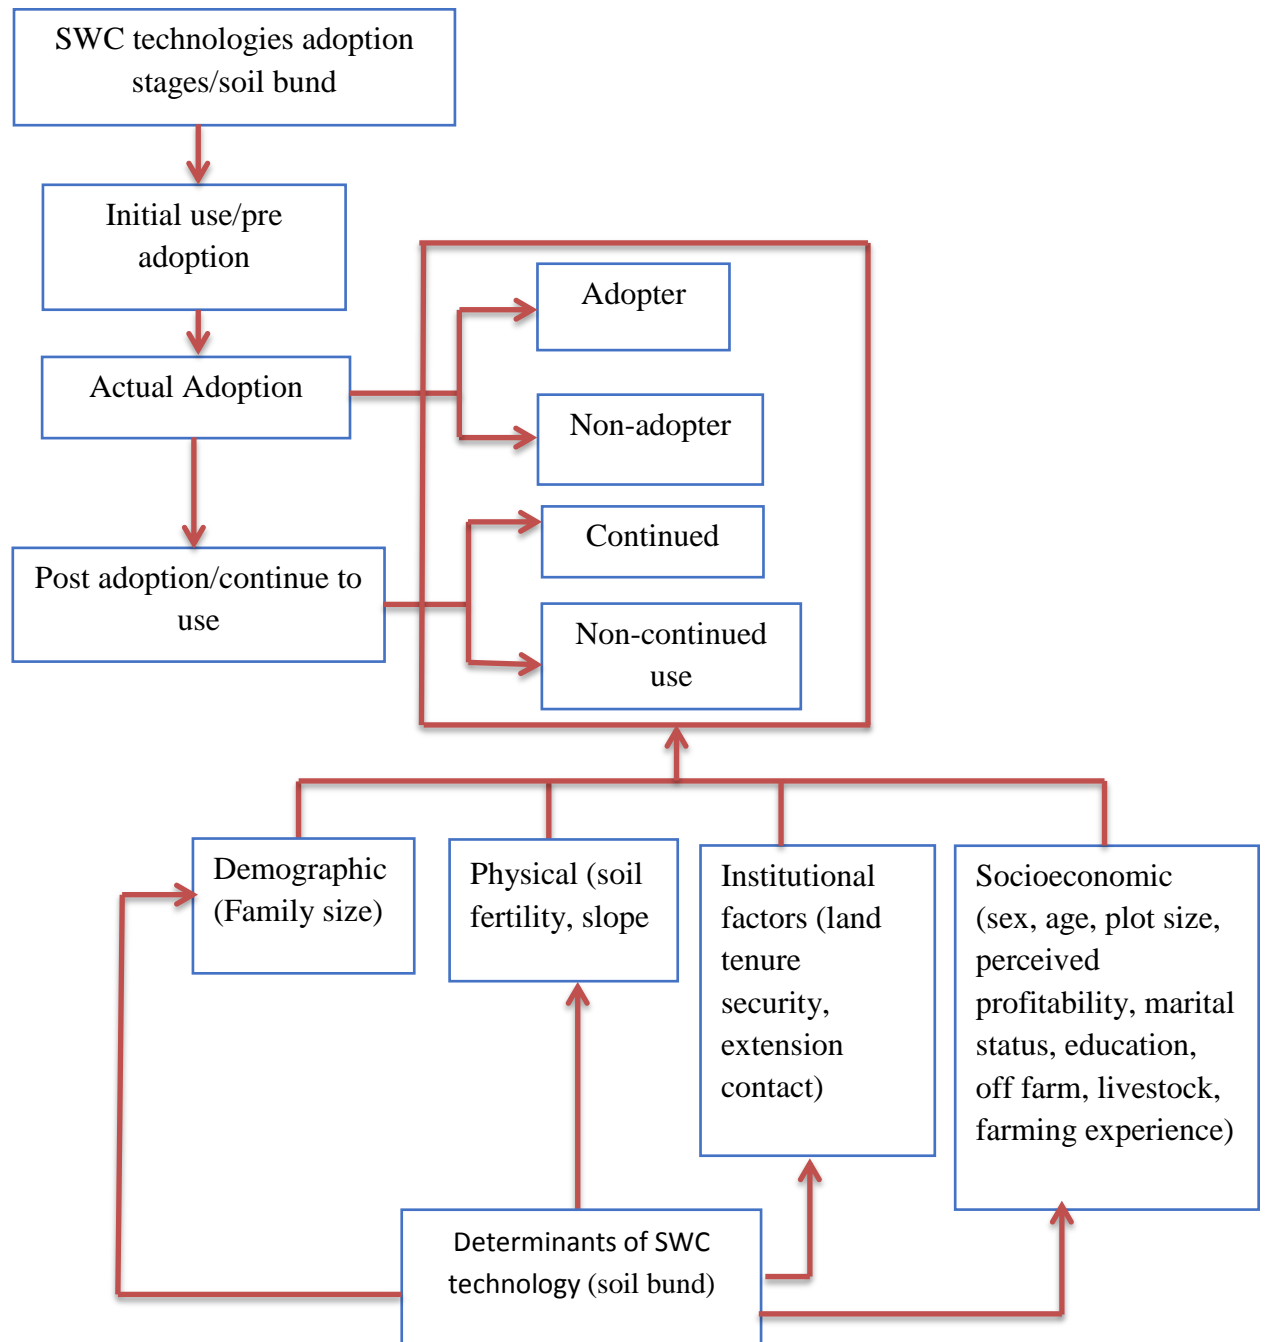 SWC technologies adoption
stages/soil bund
Initial use/pre
adoption
Adopter
Actual Adoption
Non-adopter
Continued
Post adoption/continue to
use
Non-continued
use
Demographic
(Family size)
Physical (soil
fertility, slope
Institutional
factors (land
tenure
security,
extension
contact)
Socioeconomic
(sex, age, plot size,
perceived
profitability, marital
status, education,
off farm, livestock,
farming experience)
Determinants of SWC
technology (soil bund)